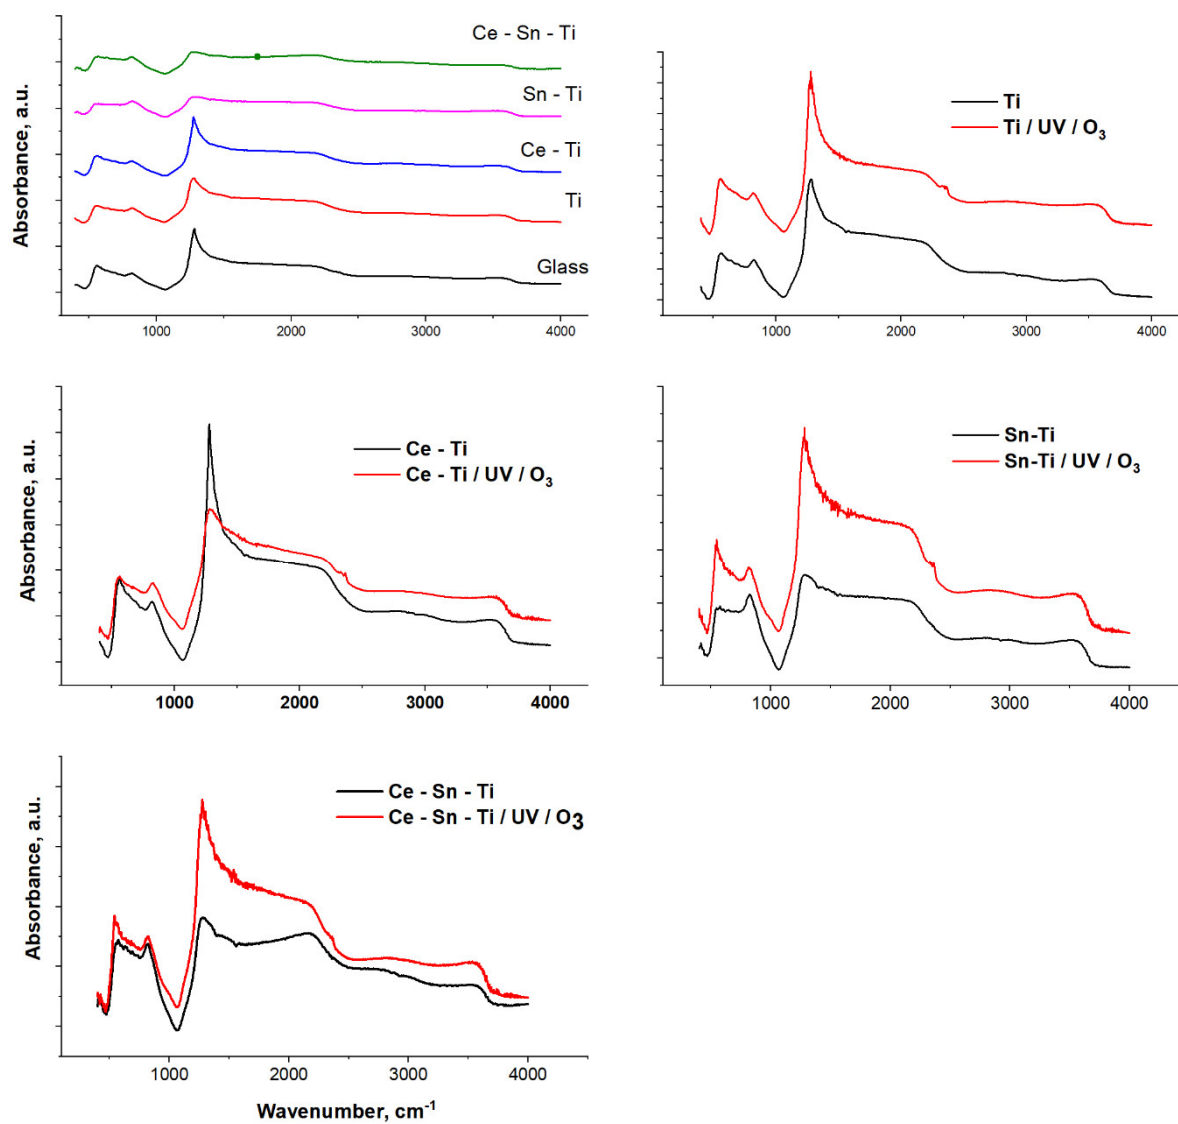 Absorbance, a.u.
Ce - Sn - Ti
Sn - Ti
Ce - Ti
Ti
Glass
1000 2000 3000 4000
Absorbance, a.u.
Ti
Ti / UV / O₃
1000 2000 3000 4000
Absorbance, a.u.
Ce - Ti
Ce - Ti / UV / O₃
1000 2000 3000 4000
Absorbance, a.u.
Sn-Ti
Sn-Ti / UV / O₃
1000 2000 3000 4000
Absorbance, a.u.
Ce - Sn - Ti
Ce - Sn - Ti / UV / O₃
1000 2000 3000 4000
Wavenumber, cm⁻¹